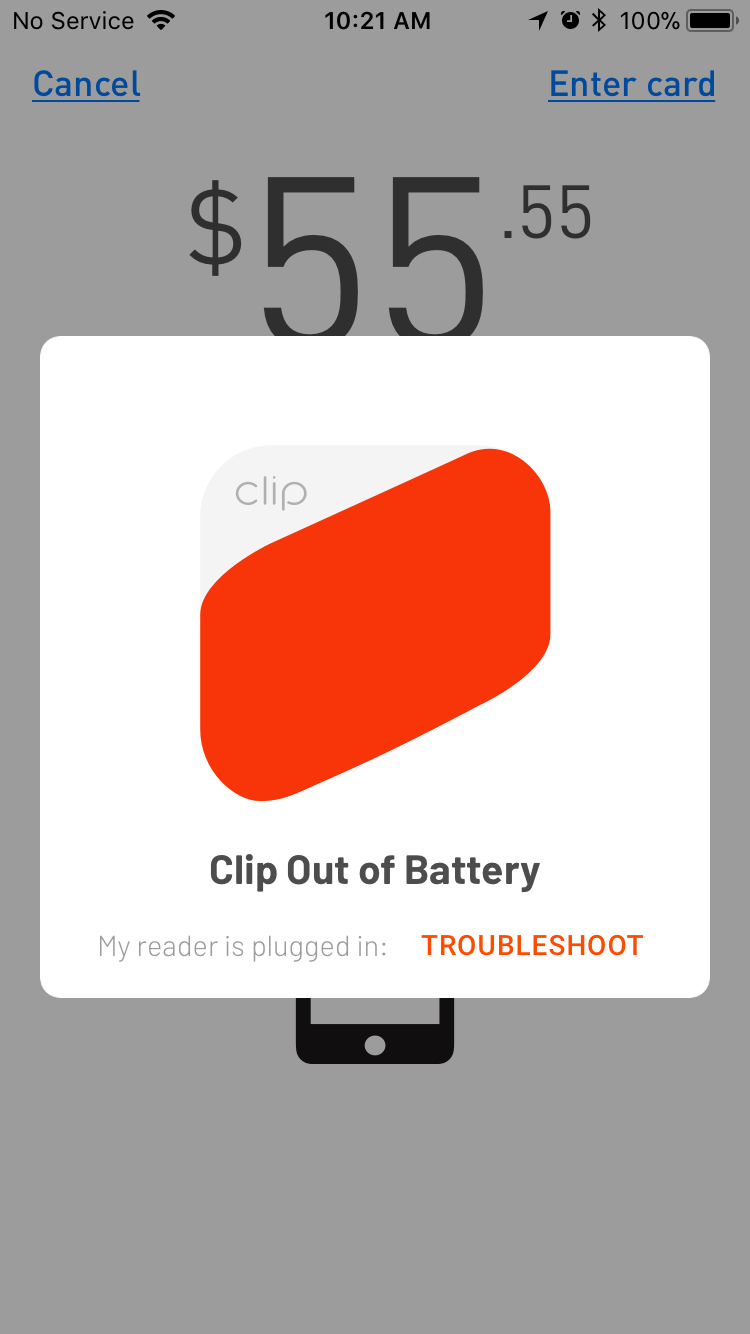 No Service 10:21 AM 100%
Cancel Enter card
$55.55
clip
Clip Out of Battery
My reader is plugged in: TROUBLESHOOT